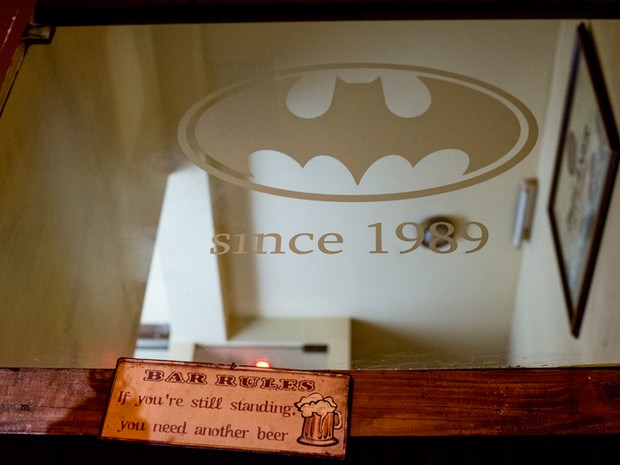 since 1989
BAR RULES
If you're still standing,
you need another beer